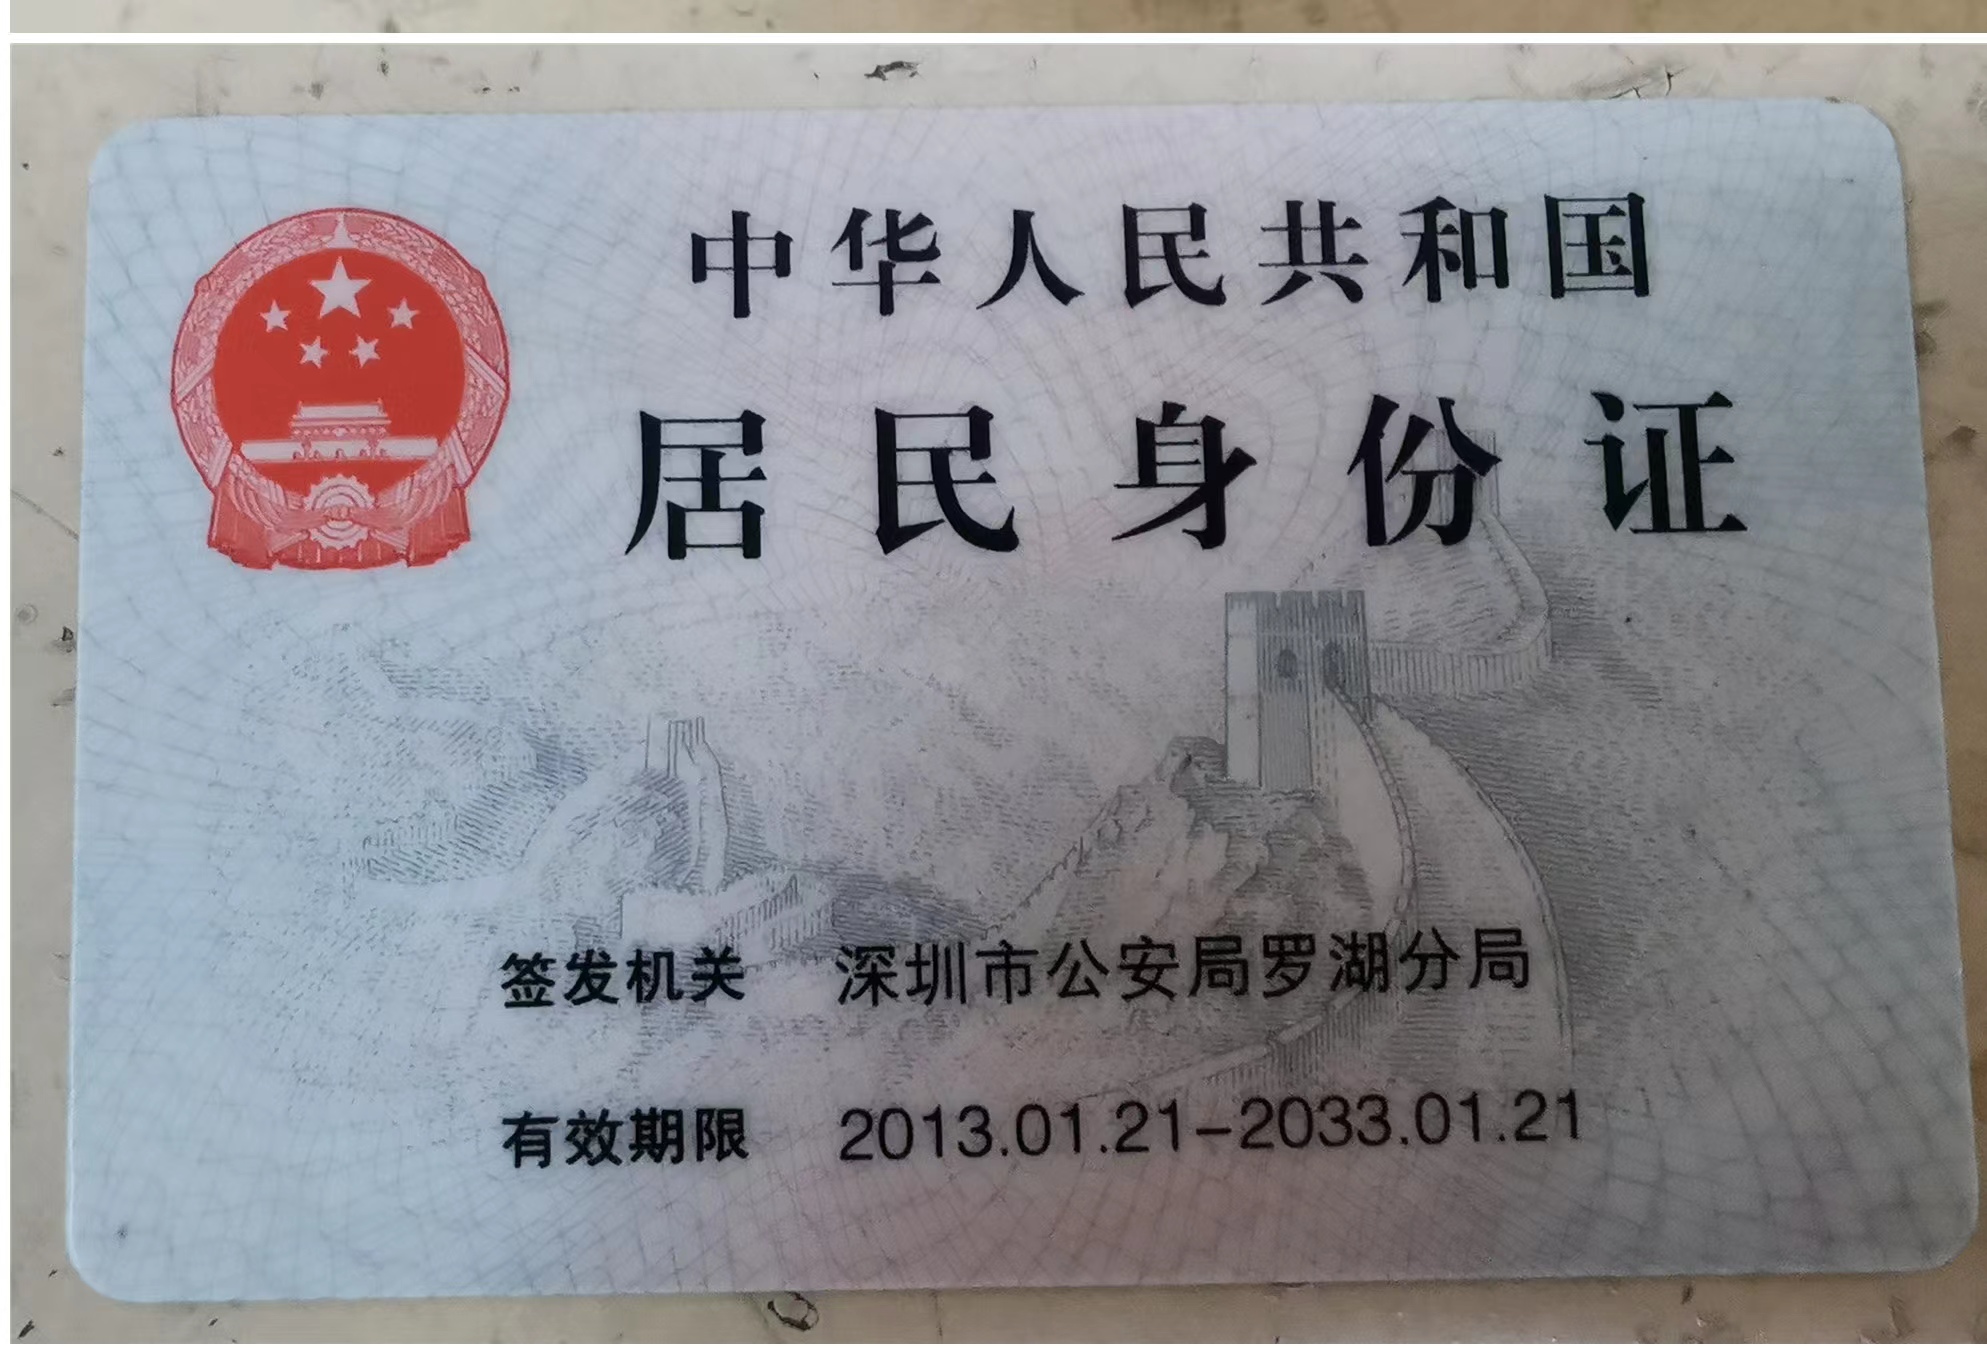 中华人民共和国
居民身份证
签发机关 深圳市公安局罗湖分局
有效期限 2013.01.21-2033.01.21